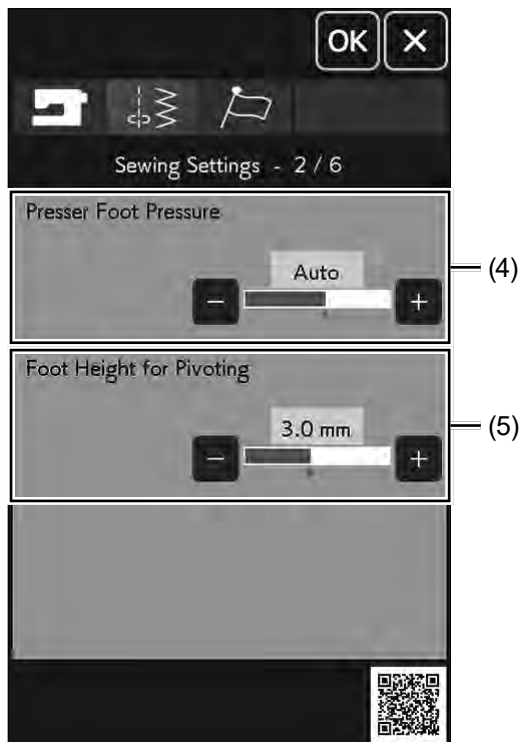 OK ×
Sewing Settings - 2 / 6
Presser Foot Pressure
Auto
− +
(4)
Foot Height for Pivoting
3.0 mm
− +
(5)